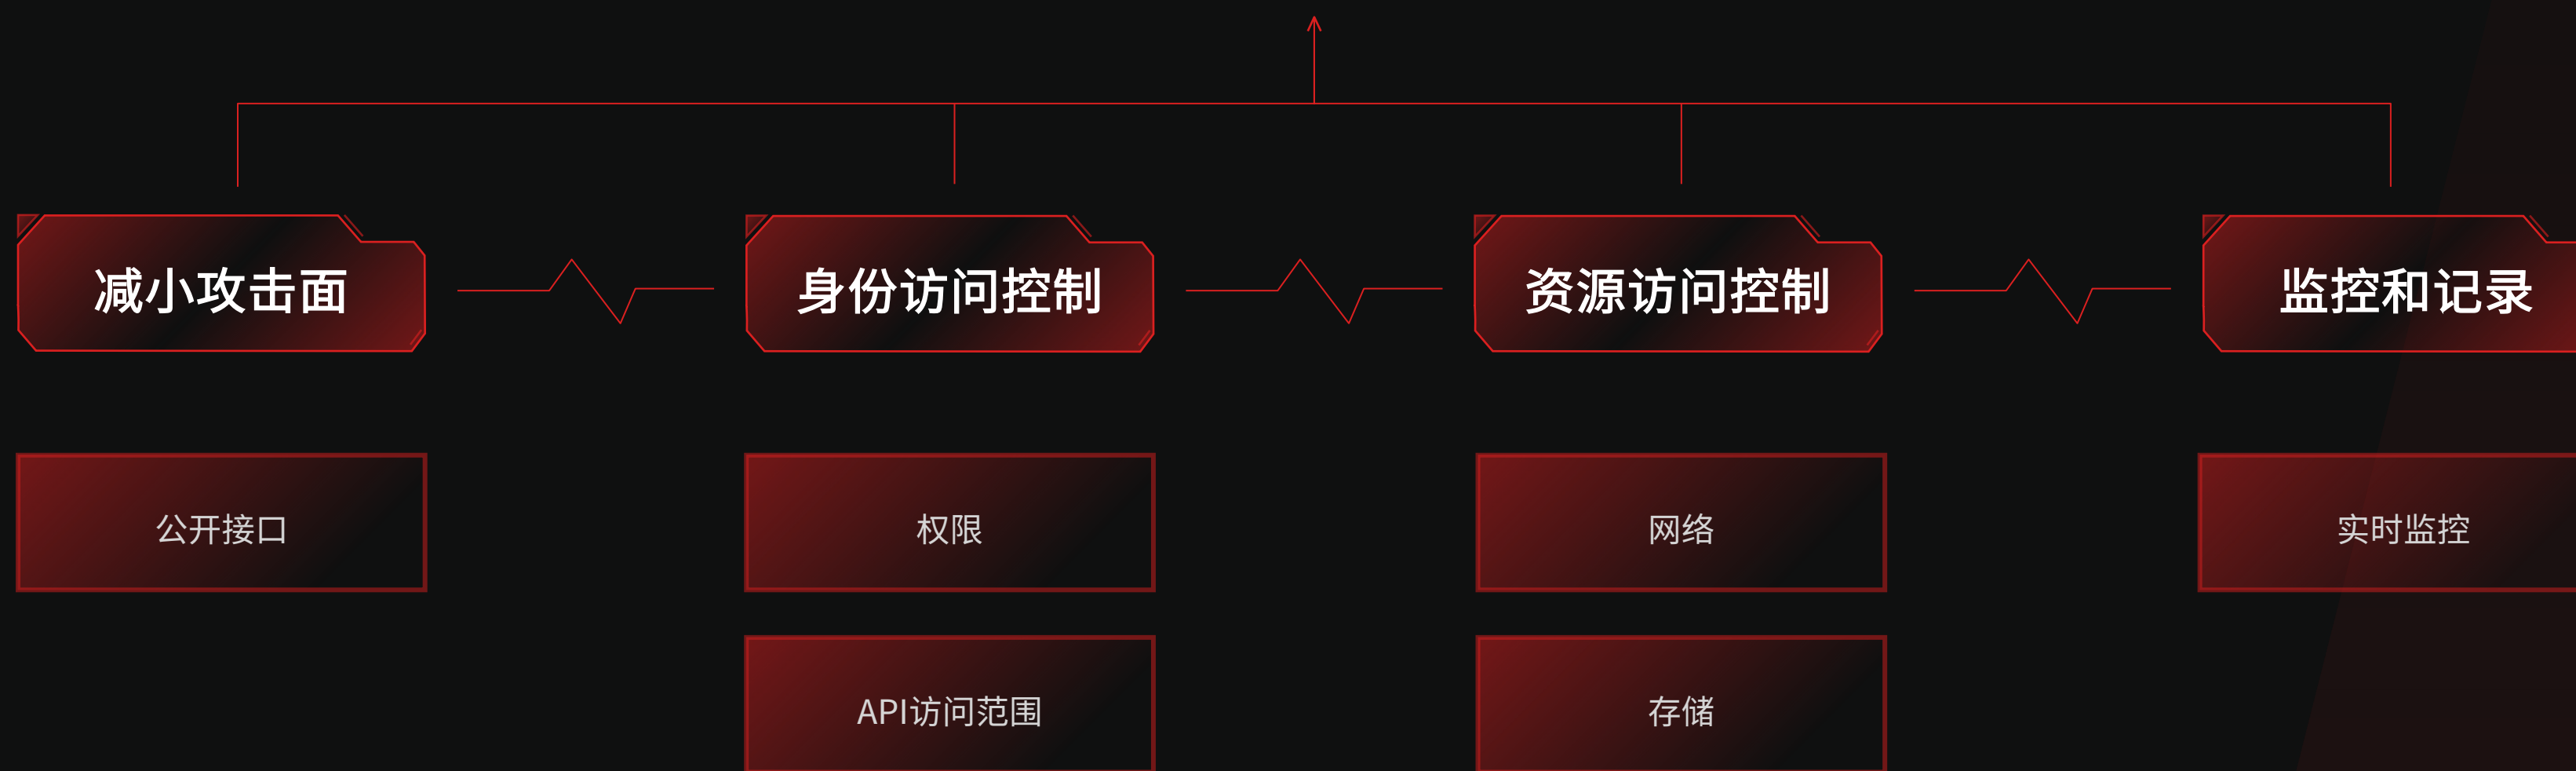 减小攻击面
身份访问控制
资源访问控制
监控和记录
公开接口
权限
网络
实时监控
API访问范围
存储